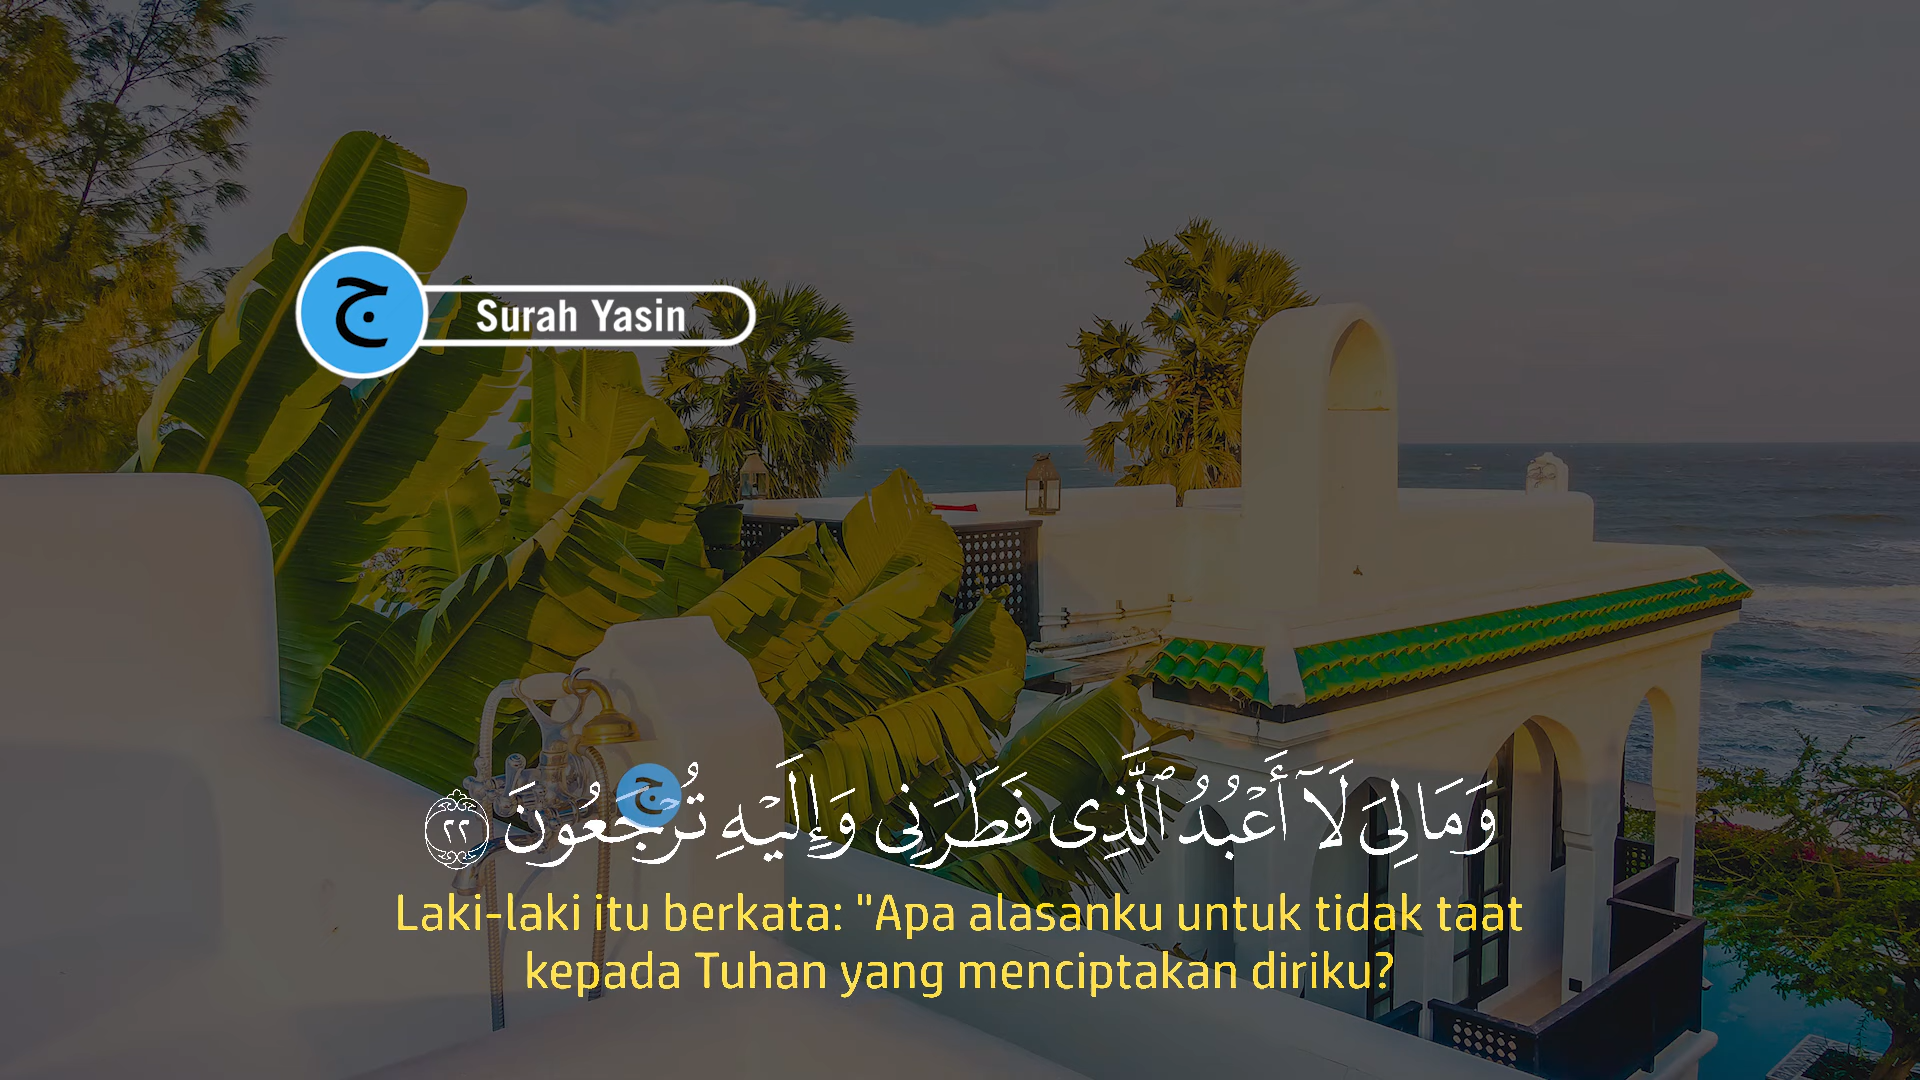 ج
Surah Yasin
ج
وَمَا لِىَ لَآ أَعْبُدُ ٱلَّذِى فَطَرَنِى وَإِلَيْهِ تُرْجَعُونَ ٢٢
Laki-laki itu berkata: "Apa alasanku untuk tidak taat
kepada Tuhan yang menciptakan diriku?